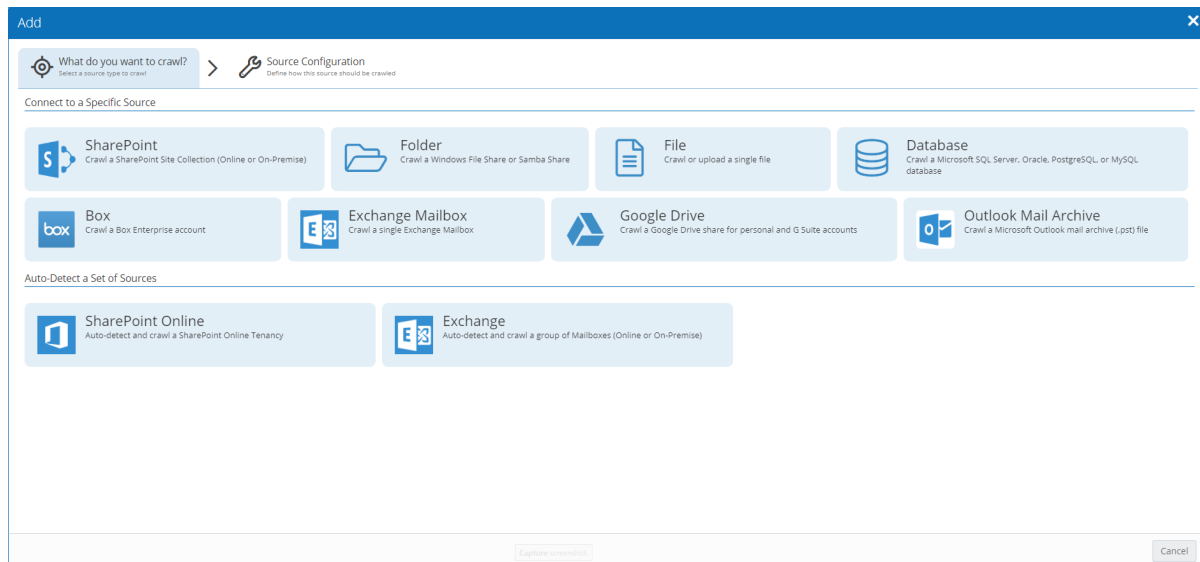 Add
What do you want to crawl?
Select a source type to crawl
Source Configuration
Define how this source should be crawled
Connect to a Specific Source
SharePoint
Crawl a SharePoint Site Collection (Online or On-Premise)
Folder
Crawl a Windows File Share or Samba Share
File
Crawl or upload a single file
Database
Crawl a Microsoft SQL Server, Oracle, PostgreSQL, or MySQL
database
box
Box
Crawl a Box Enterprise account
Exchange Mailbox
Crawl a single Exchange Mailbox
Google Drive
Crawl a Google Drive share for personal and G Suite accounts
Outlook Mail Archive
Crawl a Microsoft Outlook mail archive (.pst) file
Auto-Detect a Set of Sources
SharePoint Online
Auto-detect and crawl a SharePoint Online Tenancy
Exchange
Auto-detect and crawl a group of Mailboxes (Online or On-Premise)
Capture screenshot
Cancel